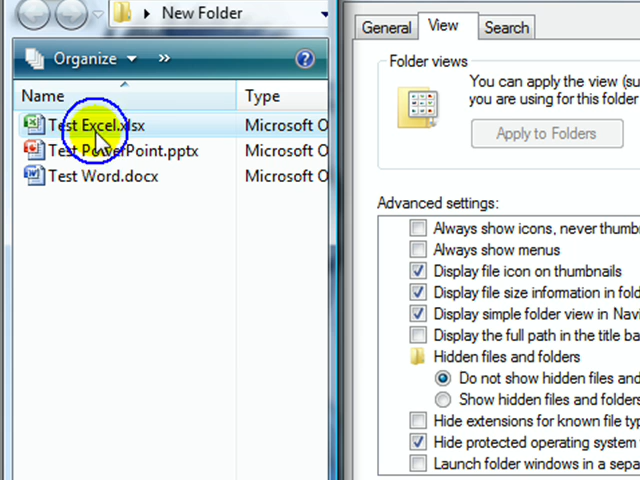 New Folder
Organize
Name
Type
Test Excel.xlsx
Microsoft O
Test PowerPoint.pptx
Microsoft O
Test Word.docx
Microsoft O
General
View
Search
Folder views
You can apply the view (su
you are using for this folder
Apply to Folders
Advanced settings:
Always show icons, never thumb
Always show menus
Display file icon on thumbnails
Display file size information in fold
Display simple folder view in Navi
Display the full path in the title ba
Hidden files and folders
Do not show hidden files and
Show hidden files and folders
Hide extensions for known file typ
Hide protected operating system
Launch folder windows in a sepa